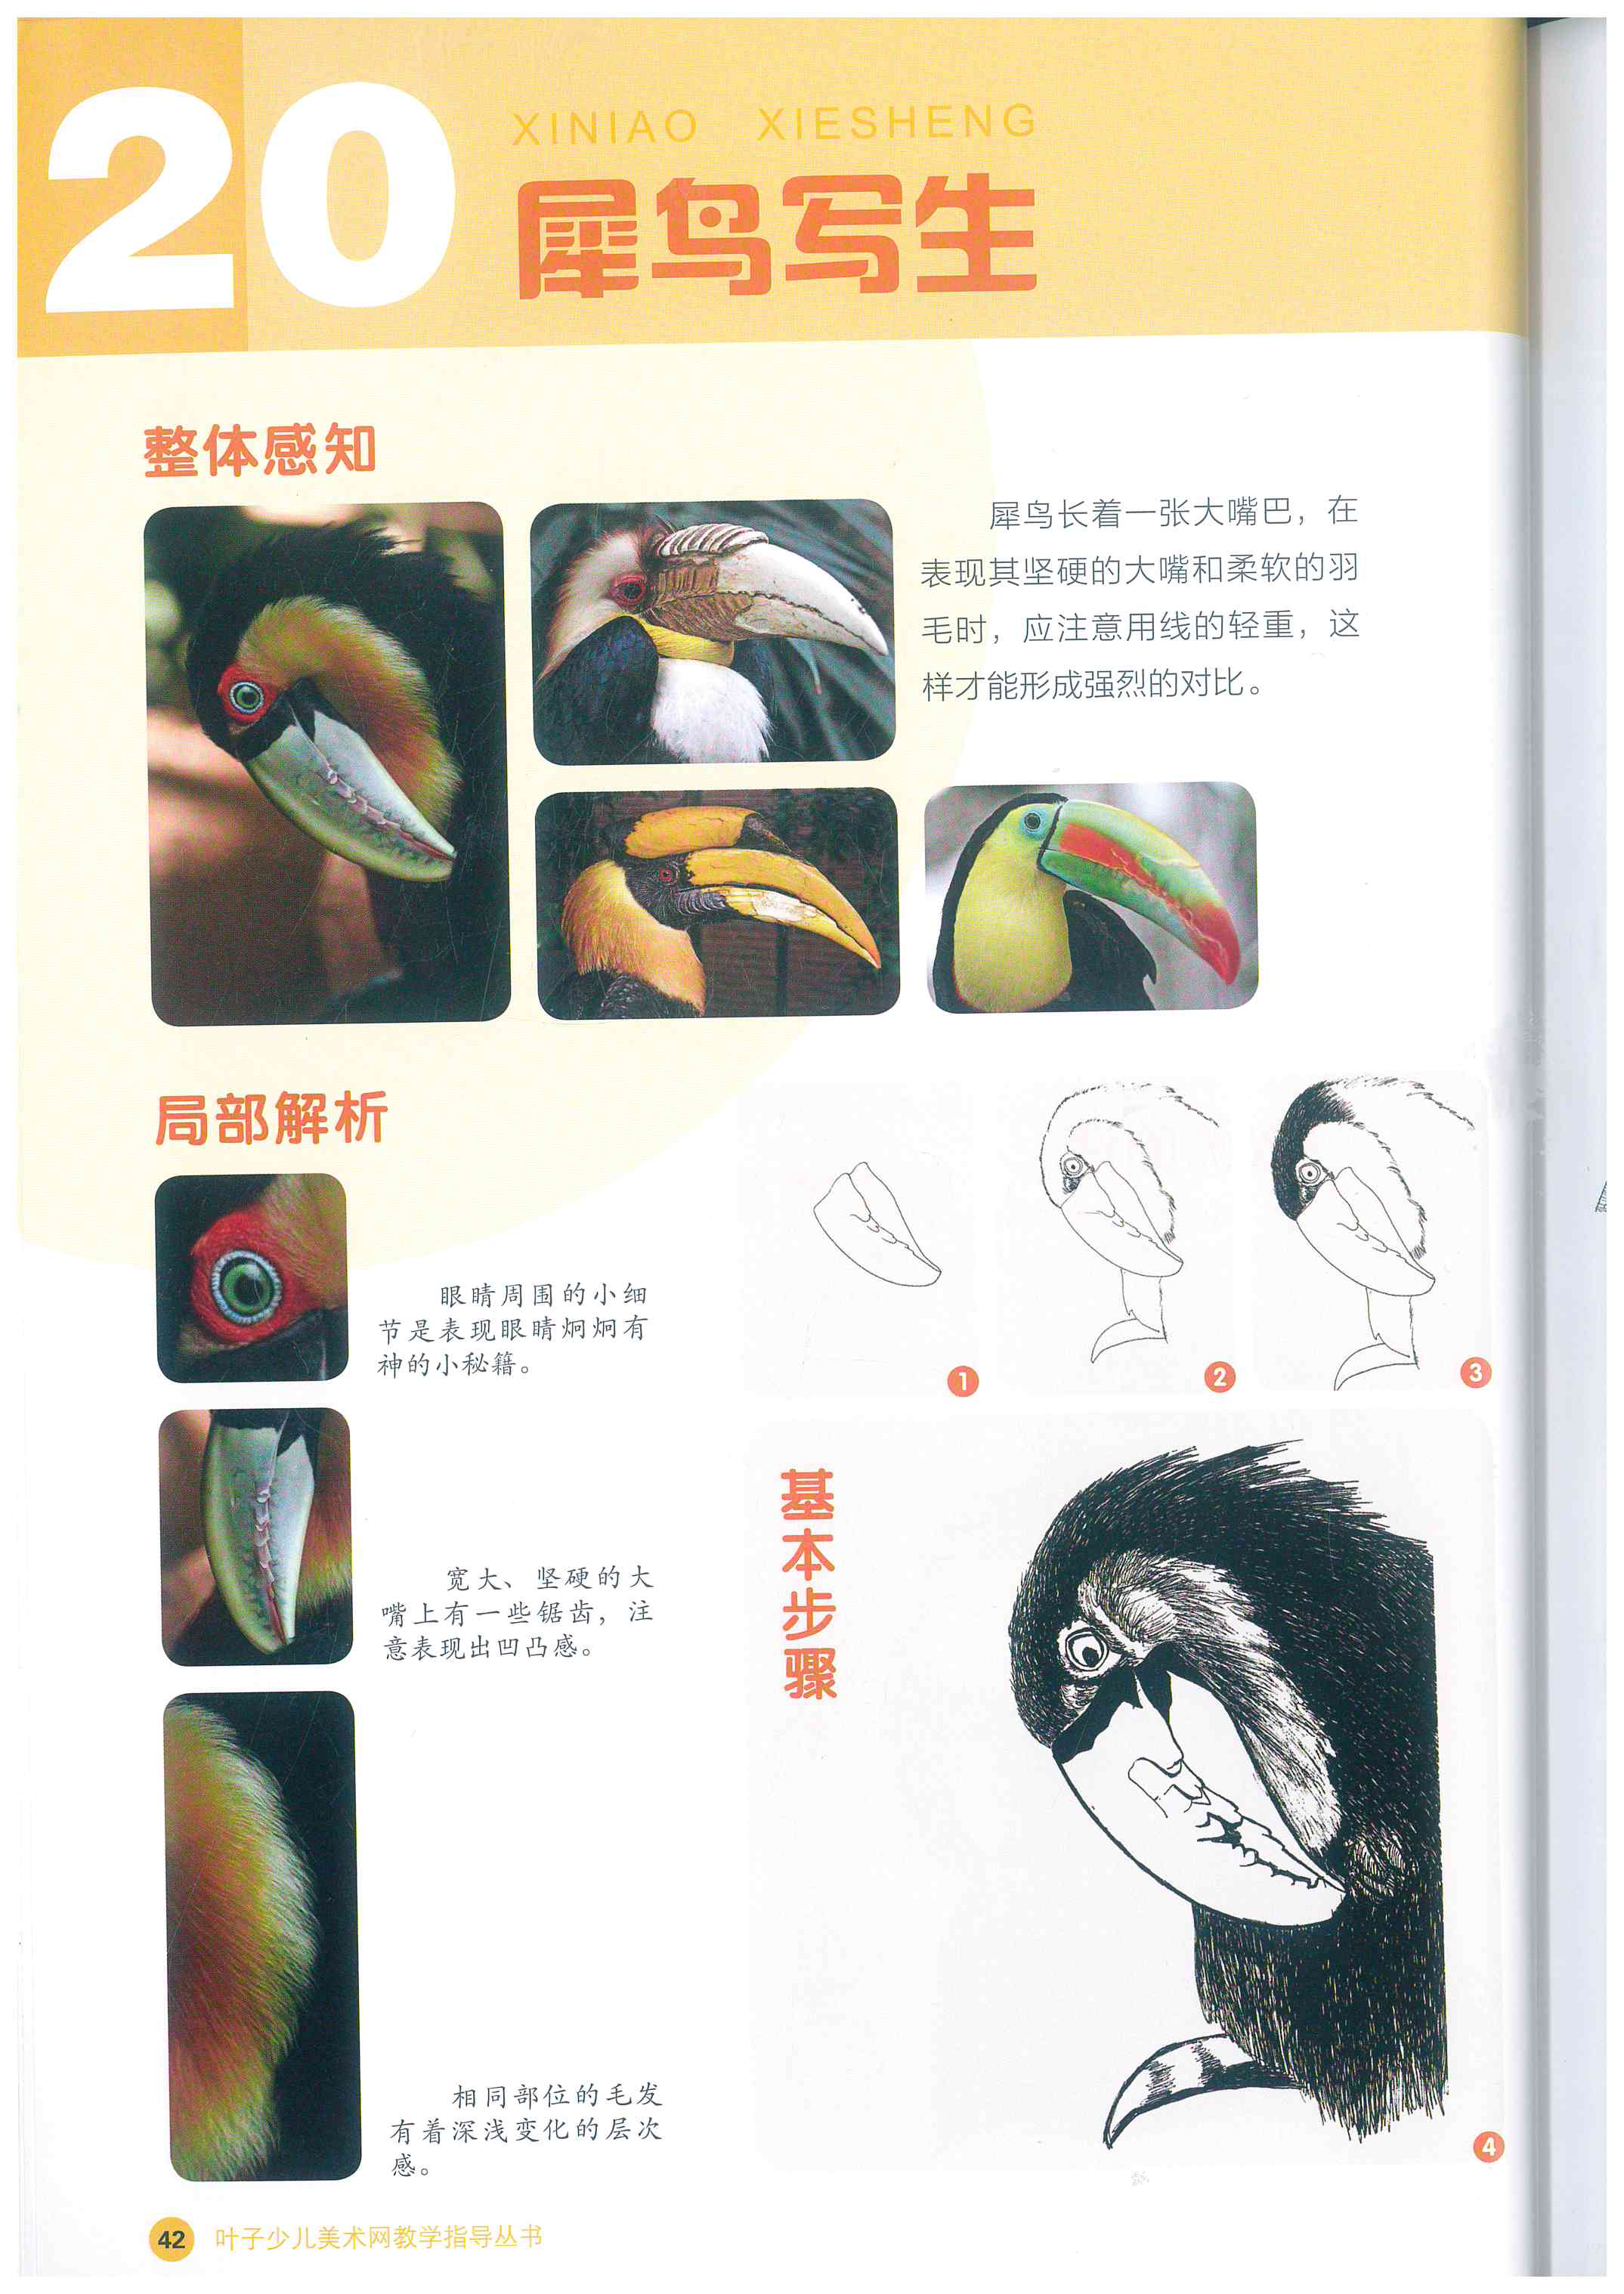 20
XINIAO XIESHENG
犀鸟写生
整体感知
犀鸟长着一张大嘴巴，在
表现其坚硬的大嘴和柔软的羽
毛时，应注意用线的轻重，这
样才能形成强烈的对比。
局部解析
眼睛周围的小细
节是表现眼睛炯炯有
神的小秘籍。
宽大、坚硬的大
嘴上有一些锯齿，注
意表现出凹凸感。
相同部位的毛发
有着深浅变化的层次
感。
1
2
3
基本步骤
4
42 叶子少儿美术网教学指导丛书